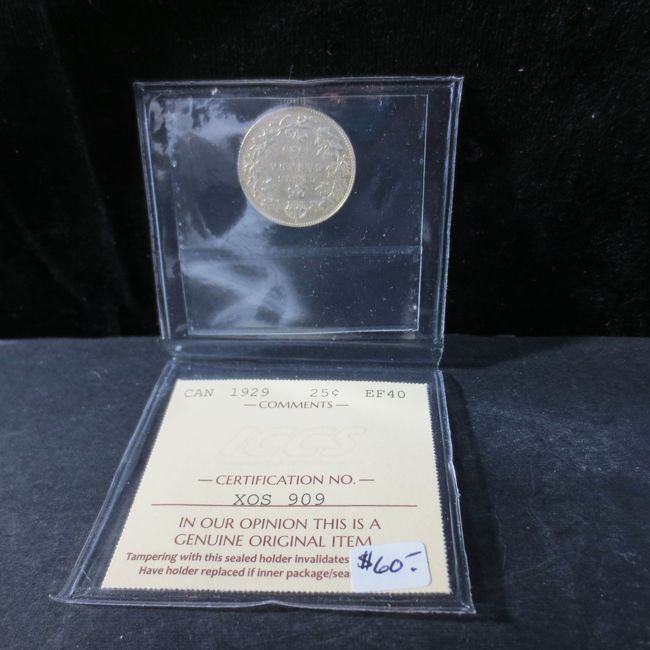 CAN 1929 25¢ EF40
— COMMENTS —
ICCS
— CERTIFICATION NO. —
XOS 909
IN OUR OPINION THIS IS A
GENUINE ORIGINAL ITEM
Tampering with this sealed holder invalidates
Have holder replaced if inner package/sea
$60.-